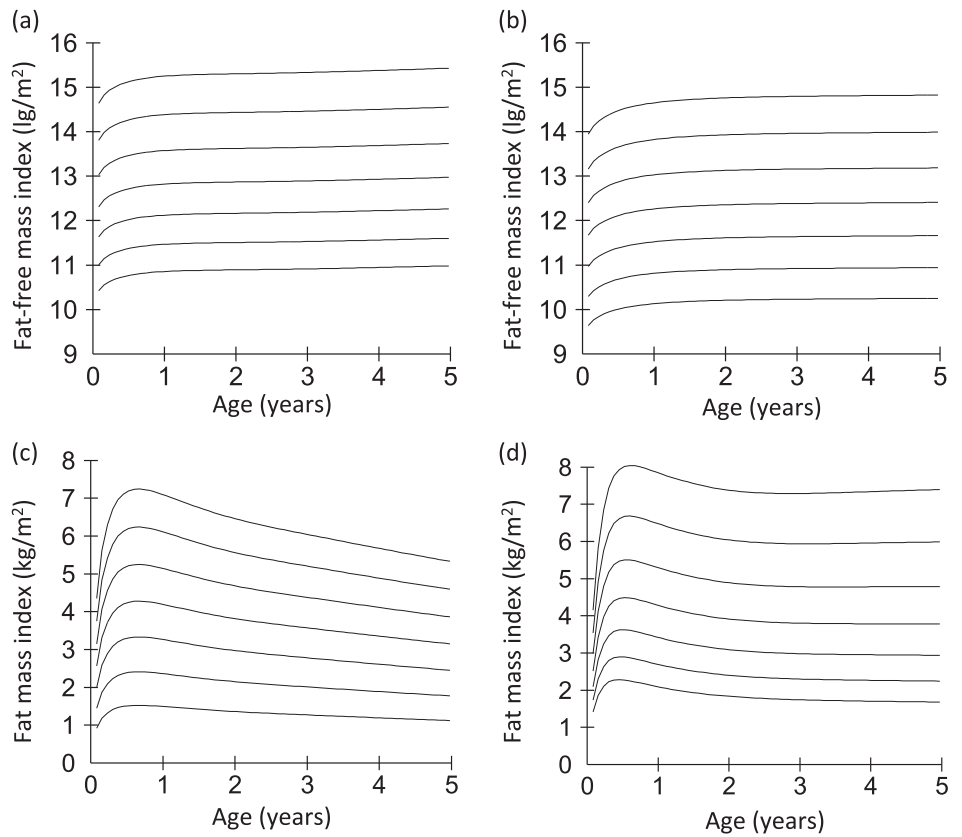 (a)
Fat-free mass index (lg/m²)
16
15
14
13
12
11
10
9
0 1 2 3 4 5
Age (years)
(b)
Fat-free mass index (lg/m²)
16
15
14
13
12
11
10
9
0 1 2 3 4 5
Age (years)
(c)
Fat mass index (kg/m²)
8
7
6
5
4
3
2
1
0
0 1 2 3 4 5
Age (years)
(d)
Fat mass index (kg/m²)
8
7
6
5
4
3
2
1
0
0 1 2 3 4 5
Age (years)